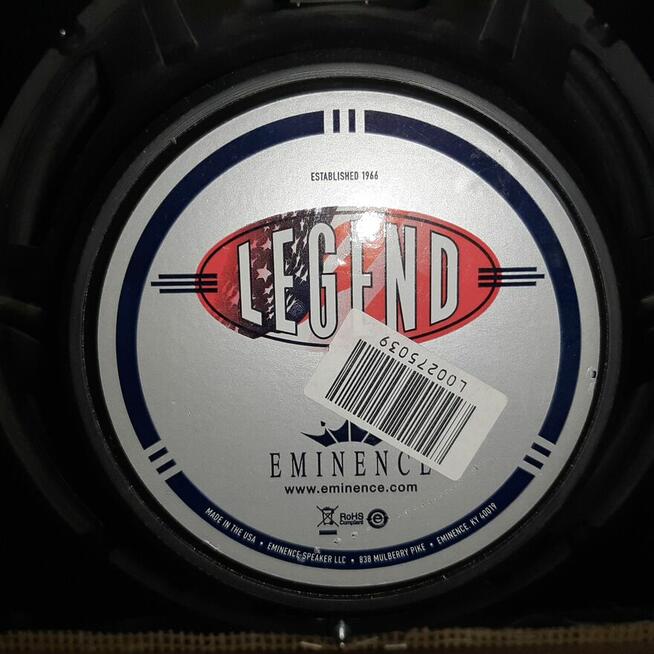 ESTABLISHED 1966
LEGEND
L00275039
EMINENCE
www.eminence.com
RoHS
Compliant
e
MADE IN THE USA • EMINENCE SPEAKER LLC • 838 MULBERRY PIKE • EMINENCE, KY 40019